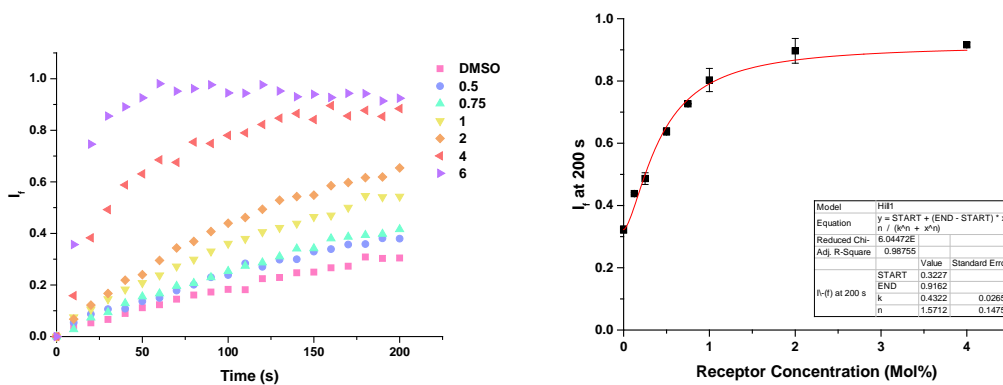 1.0
0.8
0.6
0.4
0.2
0.0
I_f
0
50
100
150
200
Time (s)
DMSO
0.5
0.75
1
2
4
6
1.0
0.8
0.6
0.4
0.2
0.0
I_f at 200 s
0
1
2
3
4
Receptor Concentration (Mol%)
Model Hill1
Equation y = START + (END - START) * x
n / (k^n + x^n)
Reduced Chi- 6.04472E
Adj. R-Square 0.98755
Value Standard Erro
I\-(f) at 200 s START 0.3227
END 0.9162
k 0.4322 0.0265
n 1.5712 0.1475